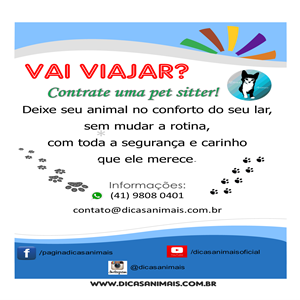 VAI VIAJAR?
Contrate uma pet sitter!
Deixe seu animal no conforto do seu lar,
sem mudar a rotina,
com toda a segurança e carinho
que ele merece.
Informações:
(41) 9808 0401
contato@dicasanimais.com.br
/paginadicasanimais
/dicasanimaisoficial
@dicasanimais
WWW.DICASANIMAIS.COM.BR